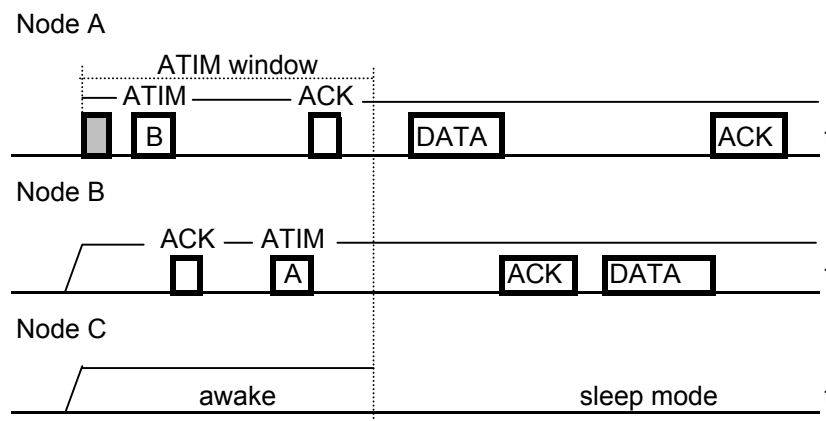 Node A
ATIM window
ATIM ACK
B DATA ACK
Node B
ACK ATIM
A ACK DATA
Node C
awake sleep mode